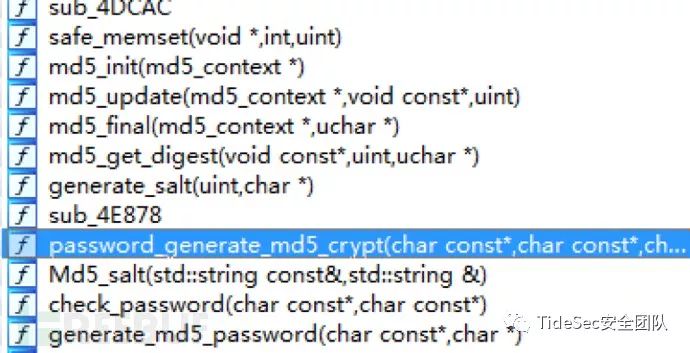 sub_4DCAC
safe_memset(void *,int,uint)
md5_init(md5_context *)
md5_update(md5_context *,void const*,uint)
md5_final(md5_context *,uchar *)
md5_get_digest(void const*,uint,uchar *)
generate_salt(uint,char *)
sub_4E878
password_generate_md5_crypt(char const*,char const*,ch...
Md5_salt(std::string const&,std::string &)
check_password(char const*,char const*)
generate_md5_password(char const*,char *)
TideSec安全团队